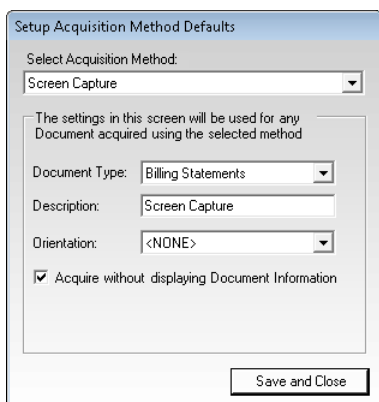 Setup Acquisition Method Defaults
Select Acquisition Method:
Screen Capture
The settings in this screen will be used for any
Document acquired using the selected method
Document Type: Billing Statements
Description: Screen Capture
Orientation: <NONE>
Acquire without displaying Document Information
Save and Close